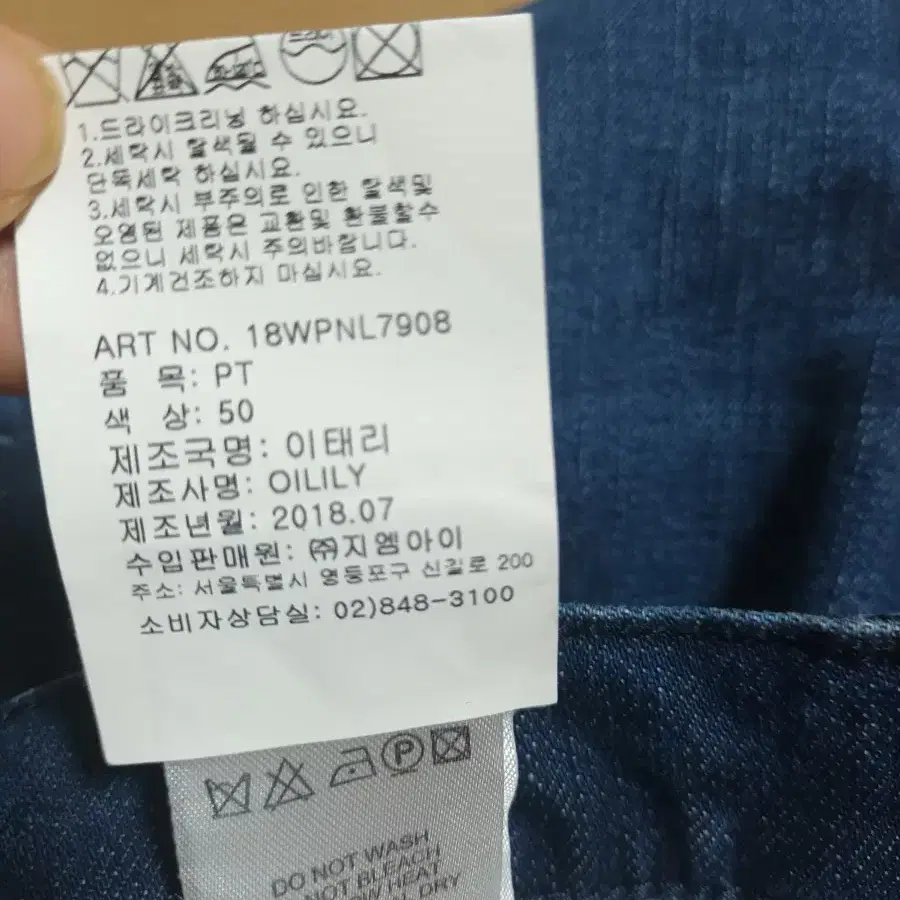 1.드라이크리닝 하십시요.
2.세탁시 탈색될 수 있으니
단독세탁 하십시요.
3.세탁시 부주의로 인한 탈색및
오염된 제품은 교환및 환불할수
없으니 세탁시 주의바랍니다.
4.기계건조하지 마십시요.
ART NO. 18WPNL7908
품 목: PT
색 상: 50
제조국명: 이태리
제조사명: OILILY
제조년월: 2018.07
수입판매원: ㈜지엠아이
주소: 서울특별시 영등포구 신길로 200
소비자상담실: 02)848-3100
P
DO NOT WASH
NOT BLEACH
HEAT
DRY